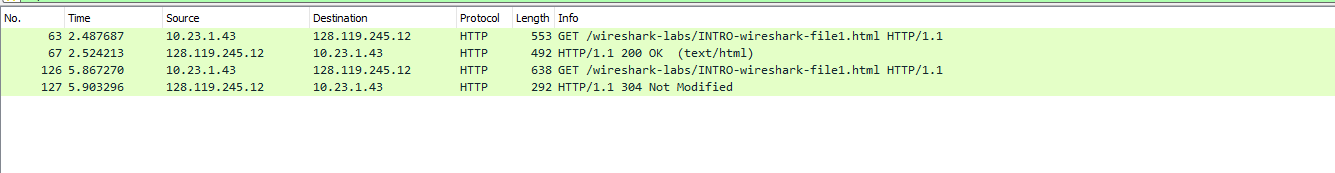 No. Time Source Destination Protocol Length Info
63 2.487687 10.23.1.43 128.119.245.12 HTTP 553 GET /wireshark-labs/INTRO-wireshark-file1.html HTTP/1.1
67 2.524213 128.119.245.12 10.23.1.43 HTTP 492 HTTP/1.1 200 OK (text/html)
126 5.867270 10.23.1.43 128.119.245.12 HTTP 638 GET /wireshark-labs/INTRO-wireshark-file1.html HTTP/1.1
127 5.903296 128.119.245.12 10.23.1.43 HTTP 292 HTTP/1.1 304 Not Modified